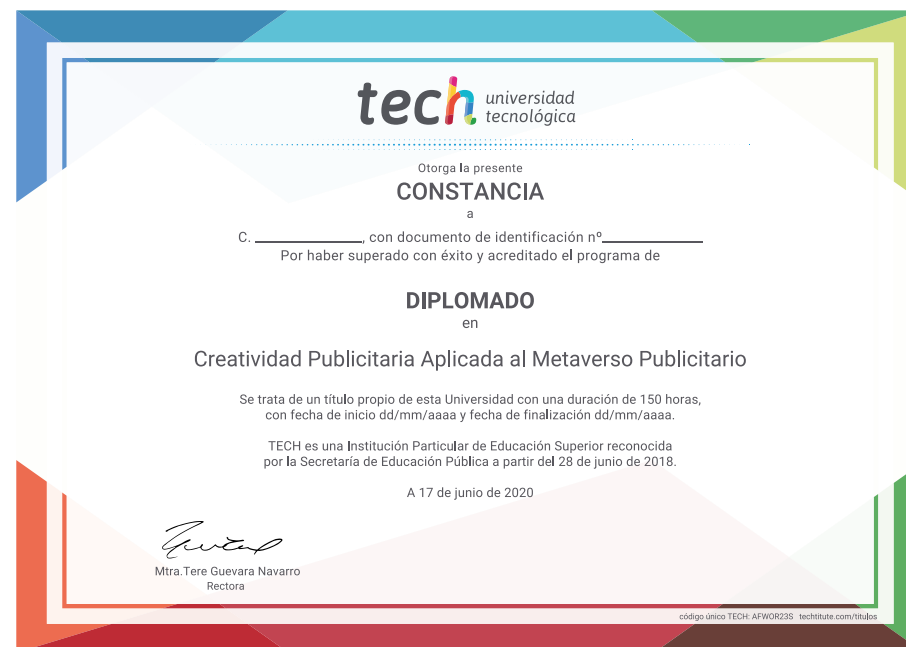 tech universidad
tecnológica
Otorga la presente
CONSTANCIA
a
C. ____________, con documento de identificación nº____________
Por haber superado con éxito y acreditado el programa de
DIPLOMADO
en
Creatividad Publicitaria Aplicada al Metaverso Publicitario
Se trata de un título propio de esta Universidad con una duración de 150 horas,
con fecha de inicio dd/mm/aaaa y fecha de finalización dd/mm/aaaa.
TECH es una Institución Particular de Educación Superior reconocida
por la Secretaría de Educación Pública a partir del 28 de junio de 2018.
A 17 de junio de 2020
Mtra.Tere Guevara Navarro
Rectora
código único TECH: AFWOR23S techtitute.com/titulos